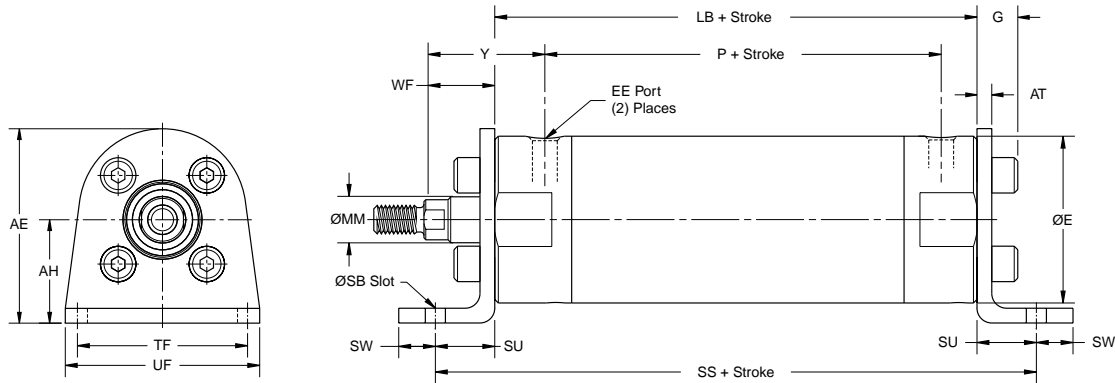 LB + Stroke
G
Y
P + Stroke
WF
EE Port
(2) Places
AT
AE
AH
ØMM
ØE
ØSB Slot
TF
UF
SW
SU
SU
SW
SS + Stroke